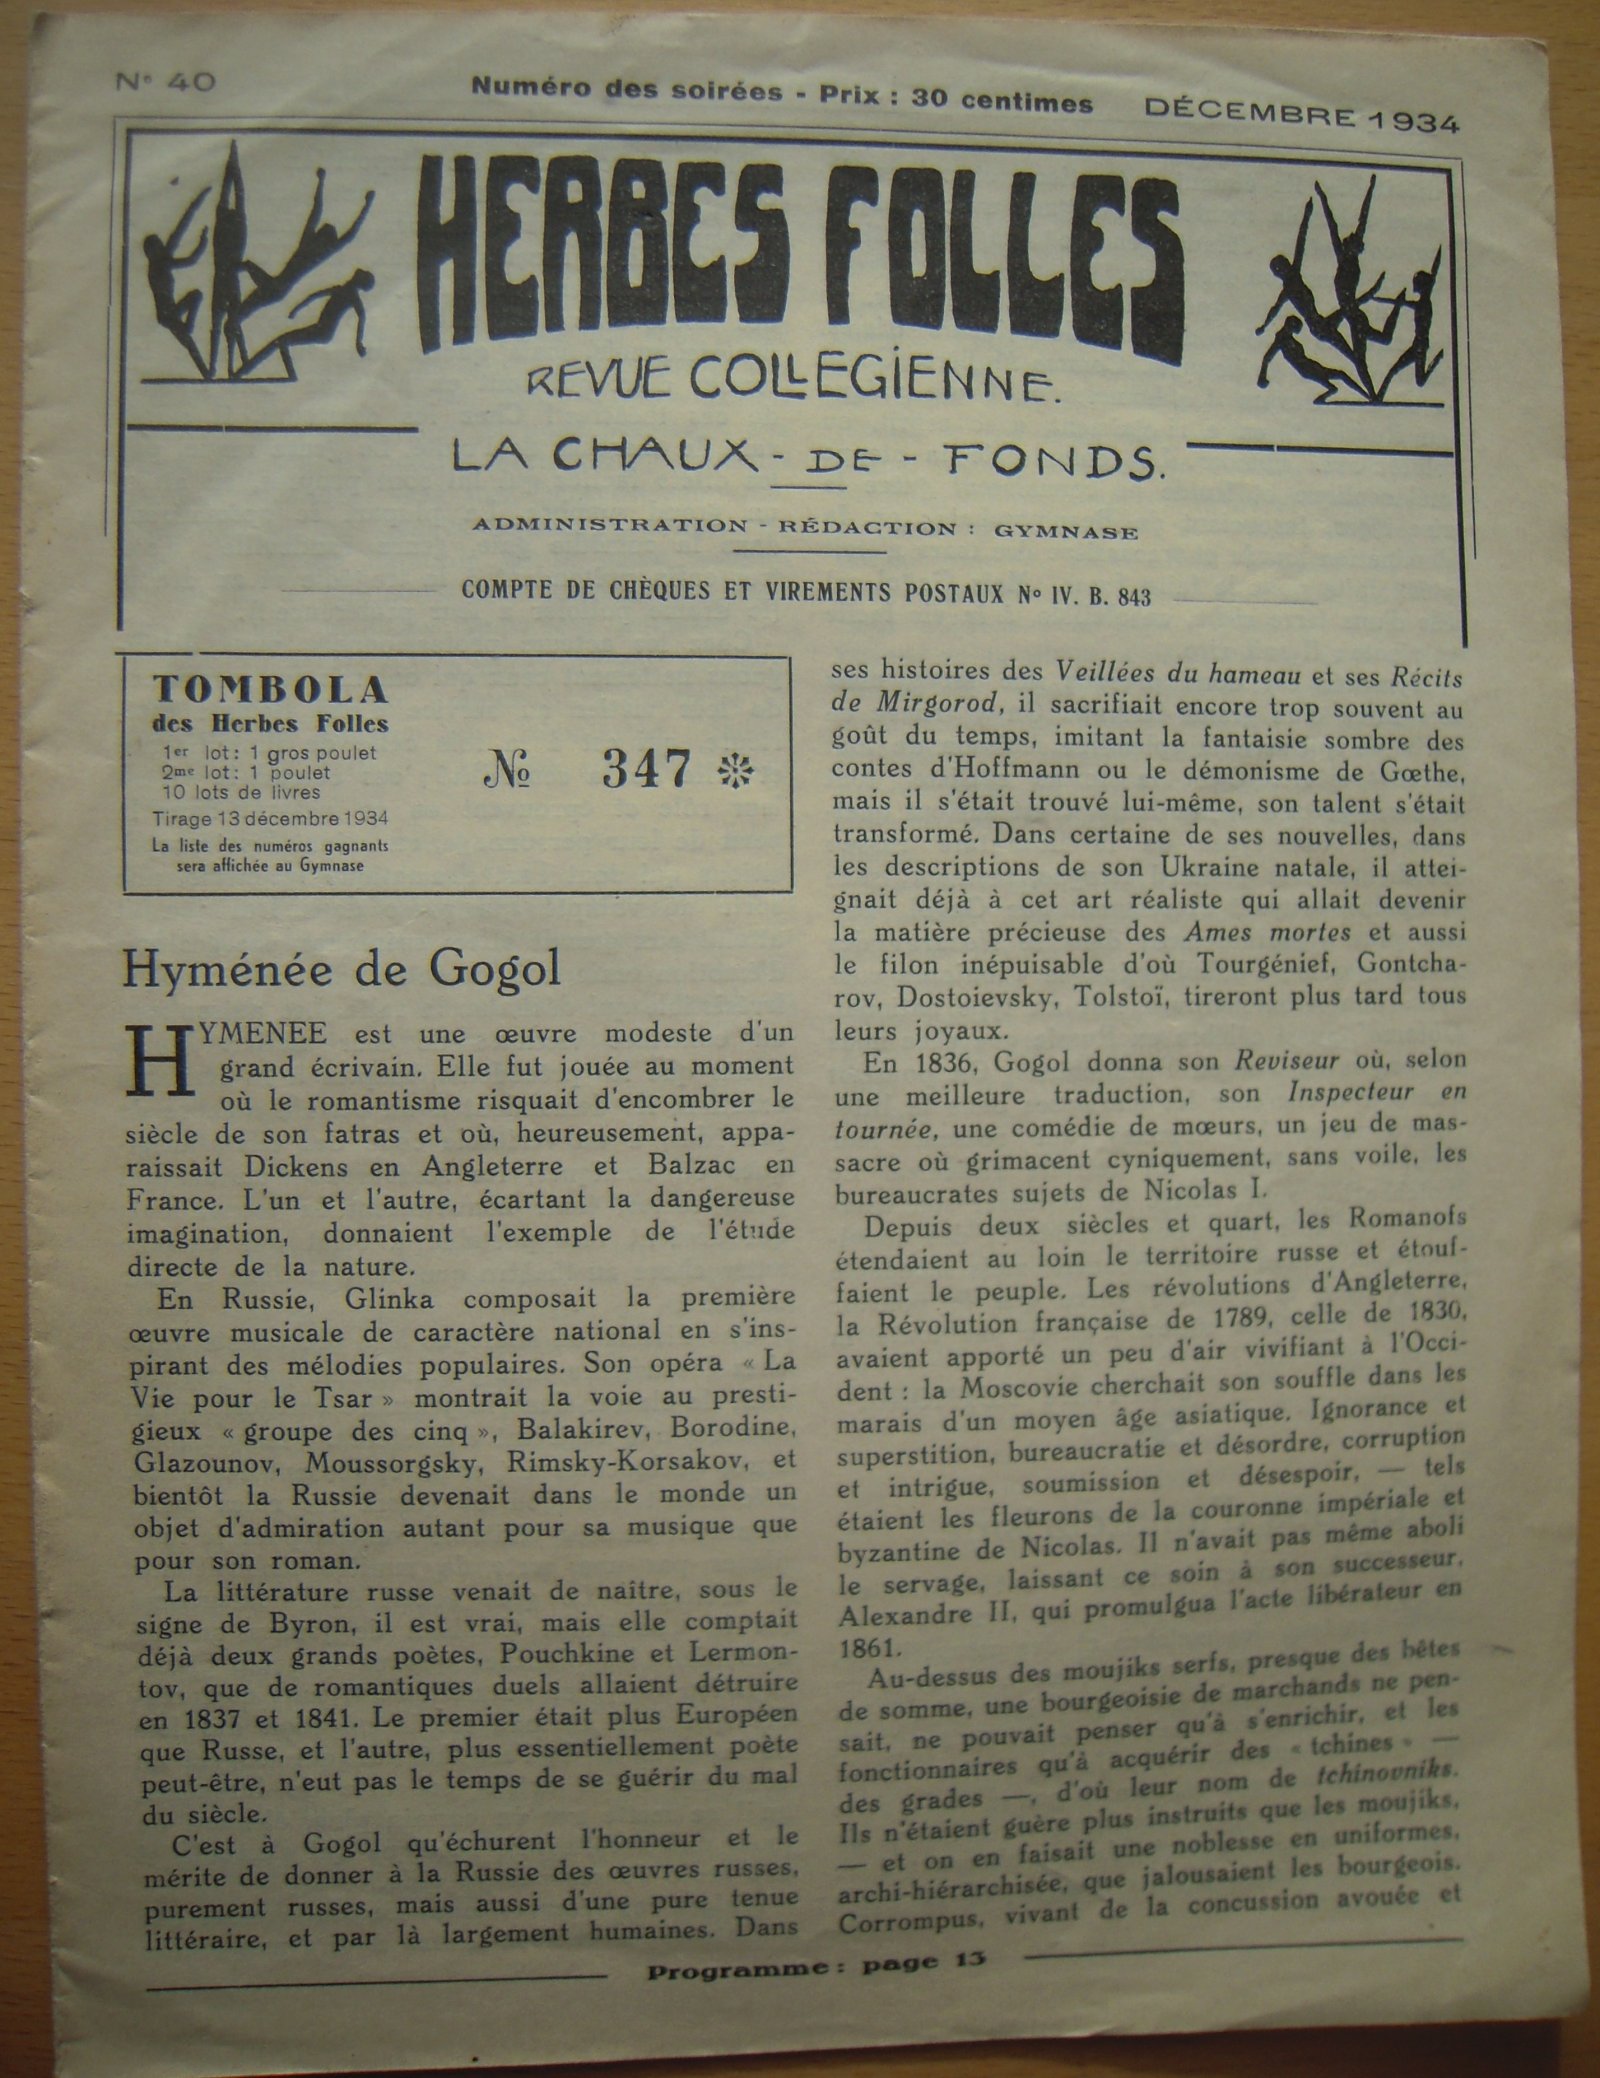 N° 40
Numéro des soirées - Prix : 30 centimes
DÉCEMBRE 1934
HERBES FOLLES
REVUE COLLEGIENNE.
LA CHAUX-DE-FONDS.
ADMINISTRATION - RÉDACTION : GYMNASE
COMPTE DE CHÈQUES ET VIREMENTS POSTAUX No IV. B. 843
TOMBOLA
des Herbes Folles
1er lot : 1 gros poulet
2me lot : 1 poulet
10 lots de livres
Tirage 13 décembre 1934
La liste des numéros gagnants
sera affichée au Gymnase
No 347
Hyménée de Gogol
HYMENEE est une œuvre modeste d'un
grand écrivain. Elle fut jouée au moment
où le romantisme risquait d'encombrer le
siècle de son fatras et où, heureusement, appa-
raissait Dickens en Angleterre et Balzac en
France. L'un et l'autre, écartant la dangereuse
imagination, donnaient l'exemple de l'étude
directe de la nature.
En Russie, Glinka composait la première
œuvre musicale de caractère national en s'ins-
pirant des mélodies populaires. Son opéra « La
Vie pour le Tsar » montrait la voie au presti-
gieux « groupe des cinq », Balakirev, Borodine,
Glazounov, Moussorgsky, Rimsky-Korsakov, et
bientôt la Russie devenait dans le monde un
objet d'admiration autant pour sa musique que
pour son roman.
La littérature russe venait de naître, sous le
signe de Byron, il est vrai, mais elle comptait
déjà deux grands poètes, Pouchkine et Lermon-
tov, que de romantiques duels allaient détruire
en 1837 et 1841. Le premier était plus Européen
que Russe, et l'autre, plus essentiellement poète
peut-être, n'eut pas le temps de se guérir du mal
du siècle.
C'est à Gogol qu'échurent l'honneur et le
mérite de donner à la Russie des œuvres russes,
purement russes, mais aussi d'une pure tenue
littéraire, et par là largement humaines. Dans
ses histoires des Veillées du hameau et ses Récits
de Mirgorod, il sacrifiait encore trop souvent au
goût du temps, imitant la fantaisie sombre des
contes d'Hoffmann ou le démonisme de Gœthe,
mais il s'était trouvé lui-même, son talent s'était
transformé. Dans certaine de ses nouvelles, dans
les descriptions de son Ukraine natale, il attei-
gnait déjà à cet art réaliste qui allait devenir
la matière précieuse des Ames mortes et aussi
le filon inépuisable d'où Tourgénief, Gontcha-
rov, Dostoievsky, Tolstoï, tireront plus tard tous
leurs joyaux.
En 1836, Gogol donna son Reviseur où, selon
une meilleure traduction, son Inspecteur en
tournée, une comédie de mœurs, un jeu de mas-
sacre où grimacent cyniquement, sans voile, les
bureaucrates sujets de Nicolas I.
Depuis deux siècles et quart, les Romanofs
étendaient au loin le territoire russe et étouf-
faient le peuple. Les révolutions d'Angleterre,
la Révolution française de 1789, celle de 1830,
avaient apporté un peu d'air vivifiant à l'Occi-
dent : la Moscovie cherchait son souffle dans les
marais d'un moyen âge asiatique. Ignorance et
superstition, bureaucratie et désordre, corruption
et intrigue, soumission et désespoir, — tels
étaient les fleurons de la couronne impériale et
byzantine de Nicolas. Il n'avait pas même aboli
le servage, laissant ce soin à son successeur,
Alexandre II, qui promulgua l'acte libérateur en
1861.
Au-dessus des moujiks serfs, presque des bêtes
de somme, une bourgeoisie de marchands ne pen-
sait, ne pouvait penser qu'à s'enrichir, et les
fonctionnaires qu'à acquérir des « tchines » —
des grades —, d'où leur nom de tchinovniks.
Ils n'étaient guère plus instruits que les moujiks,
— et on en faisait une noblesse en uniformes,
archi-hiérarchisée, que jalousaient les bourgeois.
Corrompus, vivant de la concussion avouée et
Programme : page 13